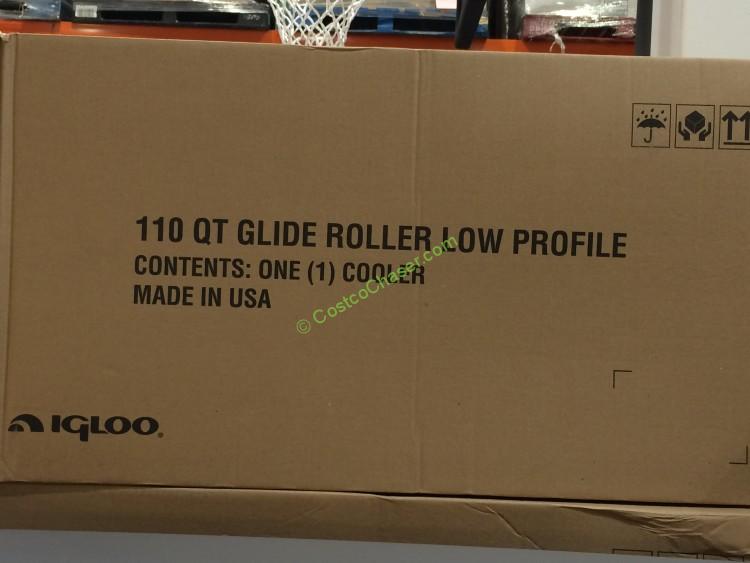 110 QT GLIDE ROLLER LOW PROFILE
CONTENTS: ONE (1) COOLER
MADE IN USA
© CostcoChaser.com
IGLOO®